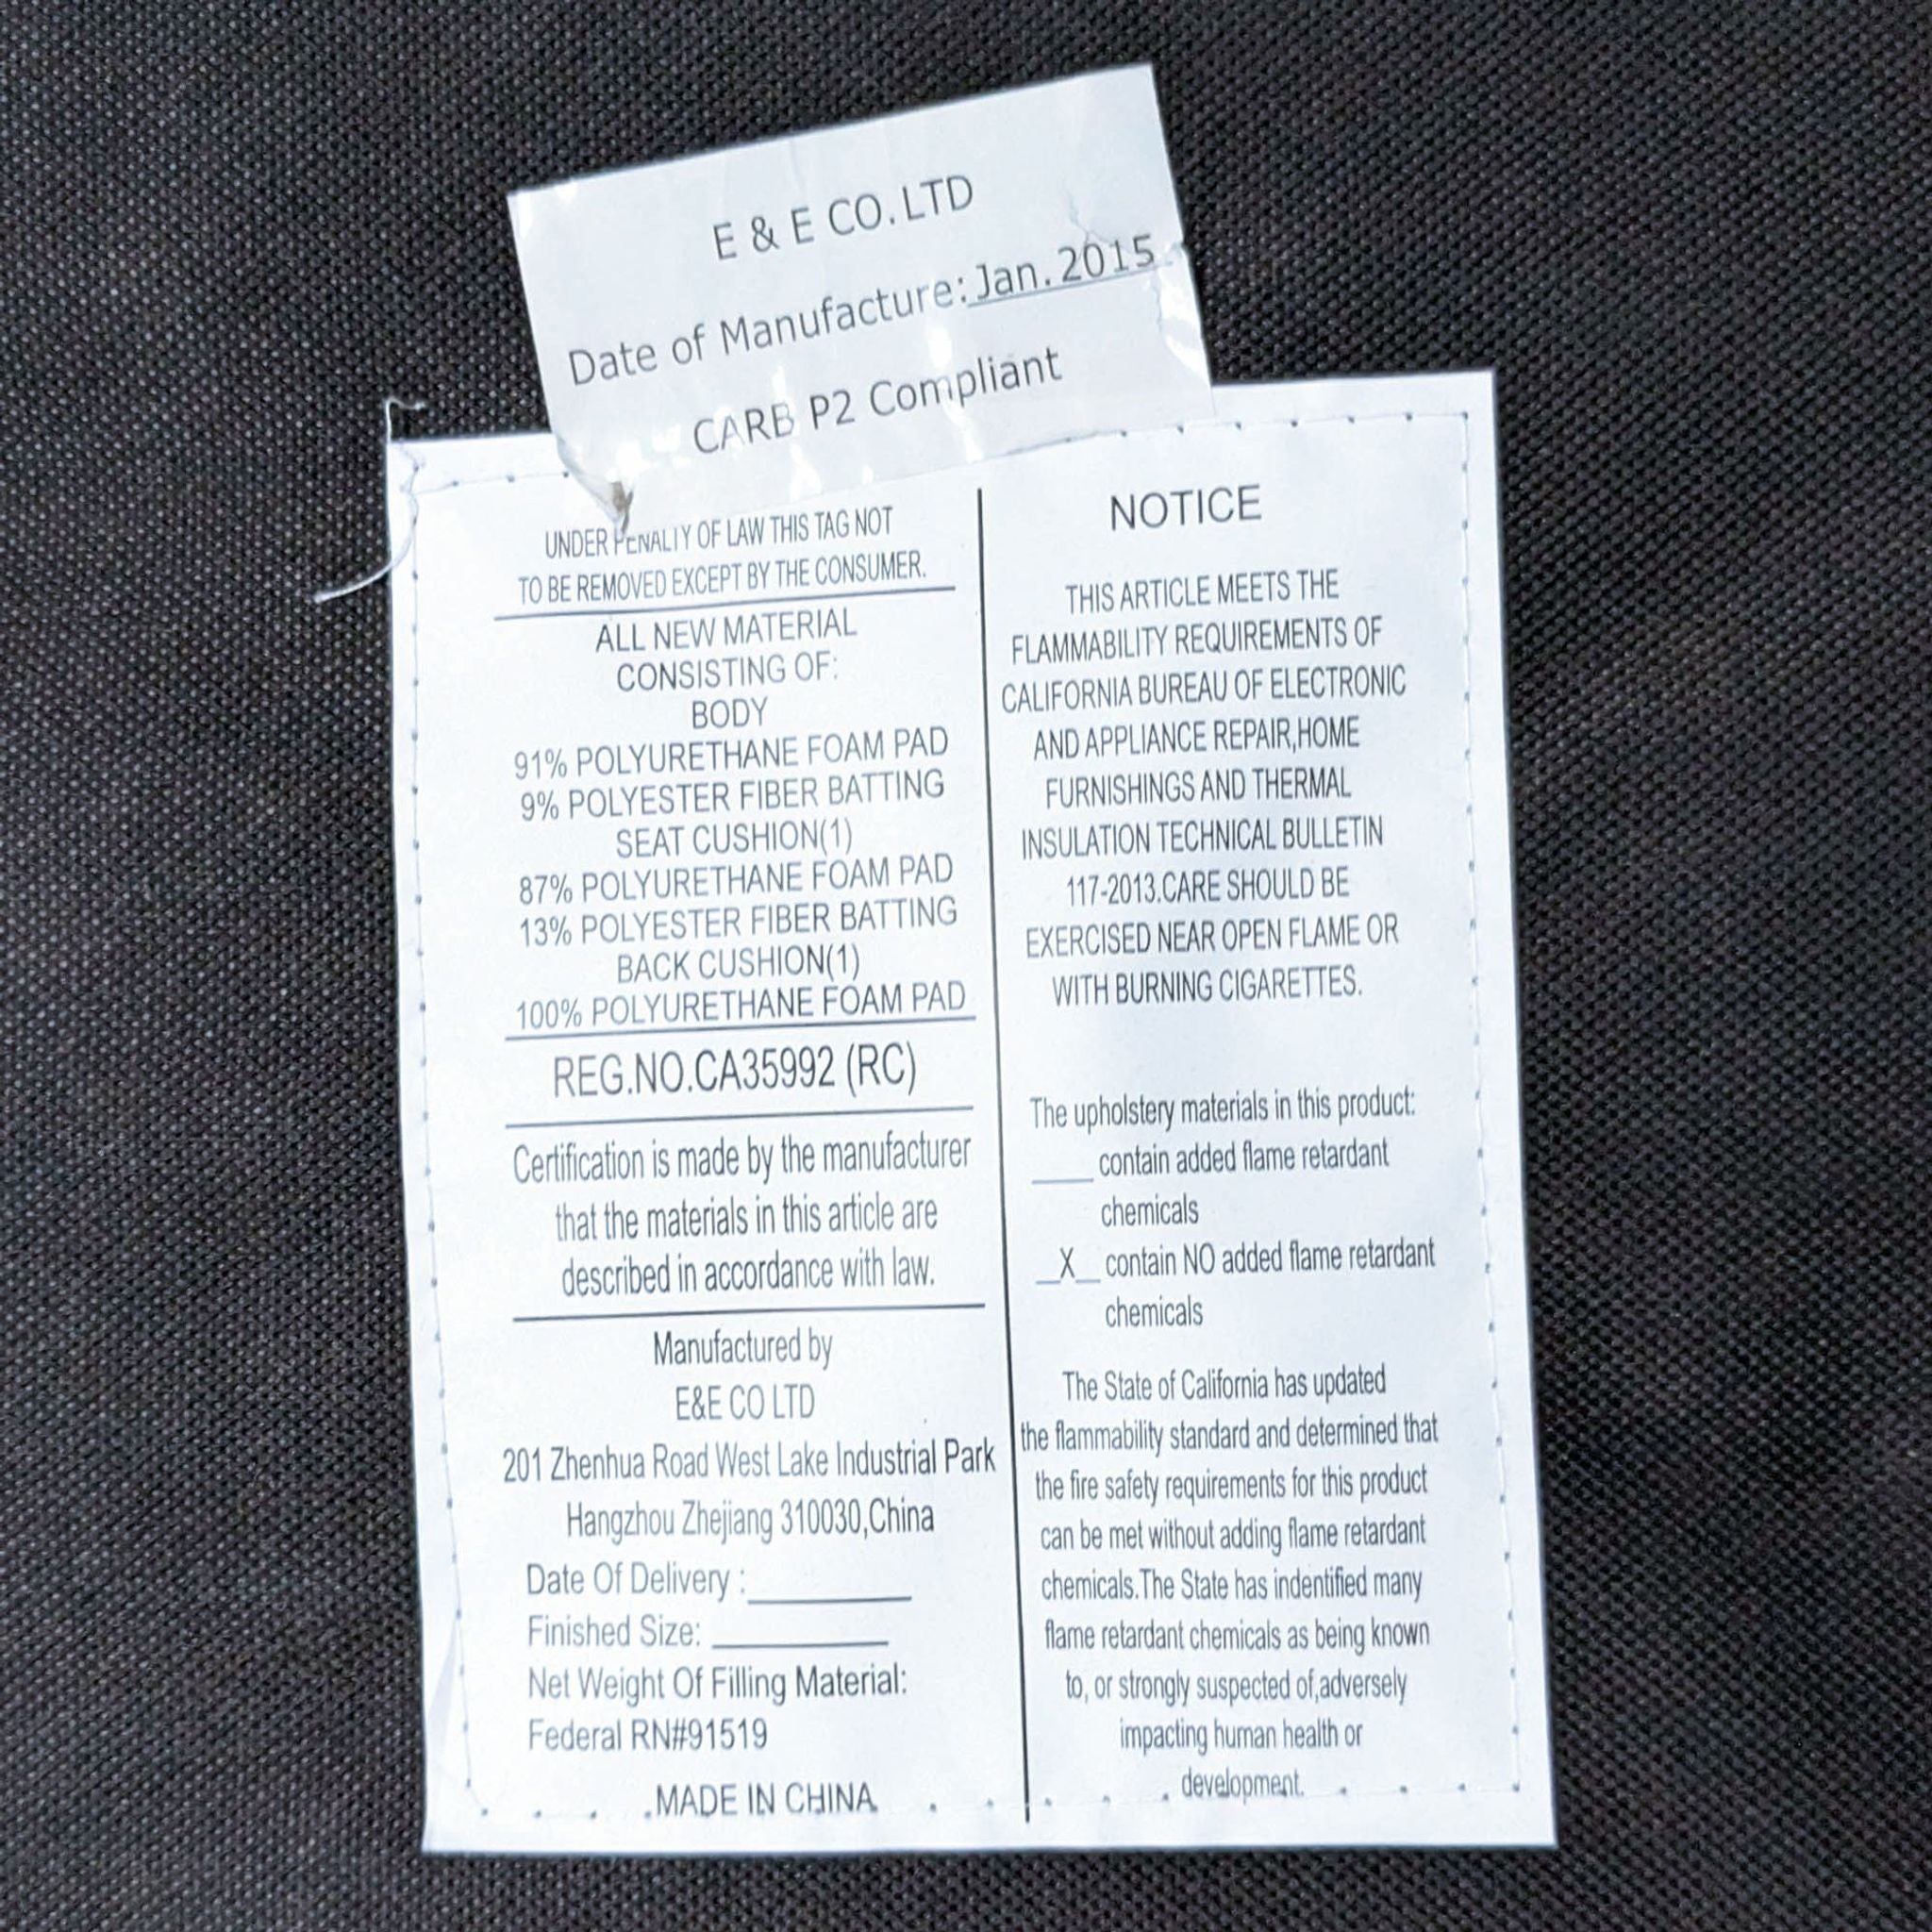 E & E CO.LTD
Date of Manufacture: Jan. 2015
CARB P2 Compliant
UNDER PENALTY OF LAW THIS TAG NOT
TO BE REMOVED EXCEPT BY THE CONSUMER.
ALL NEW MATERIAL
CONSISTING OF:
BODY
91% POLYURETHANE FOAM PAD
9% POLYESTER FIBER BATTING
SEAT CUSHION(1)
87% POLYURETHANE FOAM PAD
13% POLYESTER FIBER BATTING
BACK CUSHION(1)
100% POLYURETHANE FOAM PAD
REG.NO.CA35992 (RC)
Certification is made by the manufacturer
that the materials in this article are
described in accordance with law.
Manufactured by
E&E CO LTD
201 Zhenhua Road West Lake Industrial Park
Hangzhou Zhejiang 310030,China
Date Of Delivery :
Finished Size:
Net Weight Of Filling Material:
Federal RN#91519
MADE IN CHINA
NOTICE
THIS ARTICLE MEETS THE
FLAMMABILITY REQUIREMENTS OF
CALIFORNIA BUREAU OF ELECTRONIC
AND APPLIANCE REPAIR,HOME
FURNISHINGS AND THERMAL
INSULATION TECHNICAL BULLETIN
117-2013.CARE SHOULD BE
EXERCISED NEAR OPEN FLAME OR
WITH BURNING CIGARETTES.
The upholstery materials in this product:
____ contain added flame retardant
chemicals
__X__ contain NO added flame retardant
chemicals
The State of California has updated
the flammability standard and determined that
the fire safety requirements for this product
can be met without adding flame retardant
chemicals.The State has indentified many
flame retardant chemicals as being known
to, or strongly suspected of,adversely
impacting human health or
development.